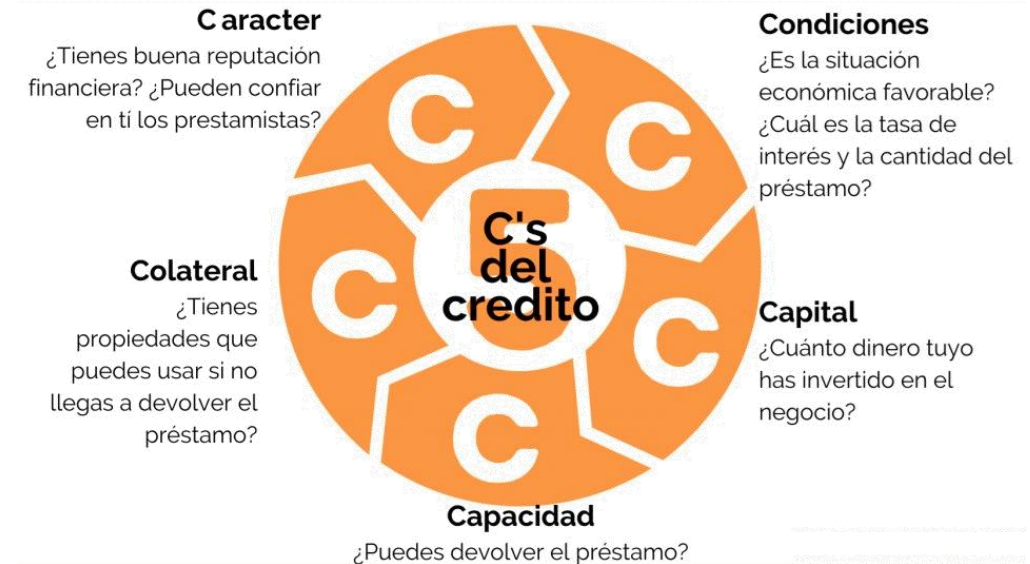 Caracter
¿Tienes buena reputación
financiera? ¿Pueden confiar
en tí los prestamistas?
Condiciones
¿Es la situación
económica favorable?
¿Cuál es la tasa de
interés y la cantidad del
préstamo?
C
C
C
C
C
5
C's
del
credito
Colateral
¿Tienes
propiedades que
puedes usar si no
llegas a devolver el
préstamo?
Capital
¿Cuánto dinero tuyo
has invertido en el
negocio?
Capacidad
¿Puedes devolver el préstamo?